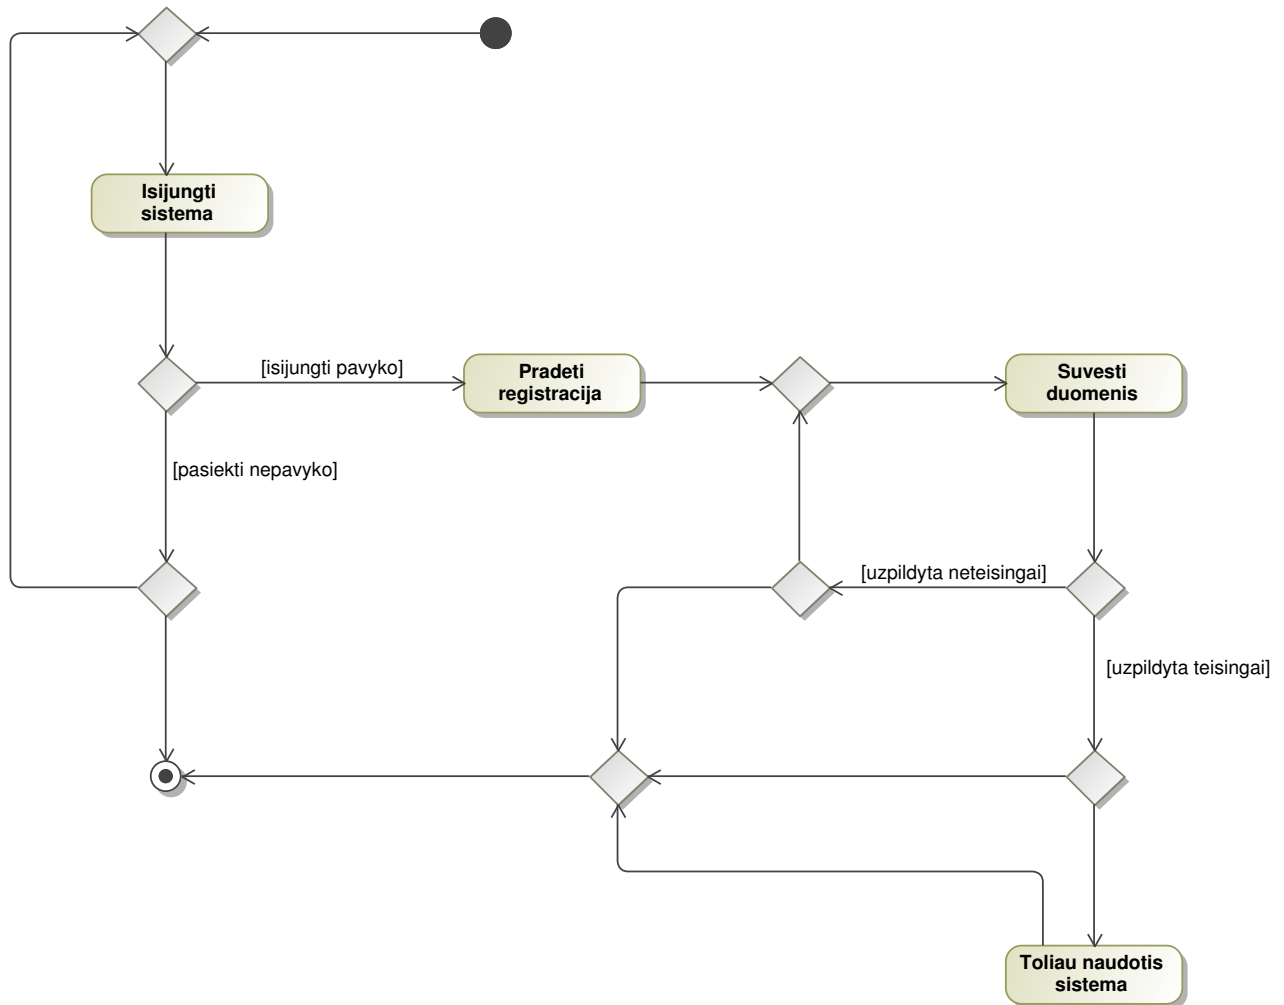 Isijungti
sistema
[isijungti pavyko]
Pradeti
registracija
Suvesti
duomenis
[pasiekti nepavyko]
[uzpildyta neteisingai]
[uzpildyta teisingai]
Toliau naudotis
sistema